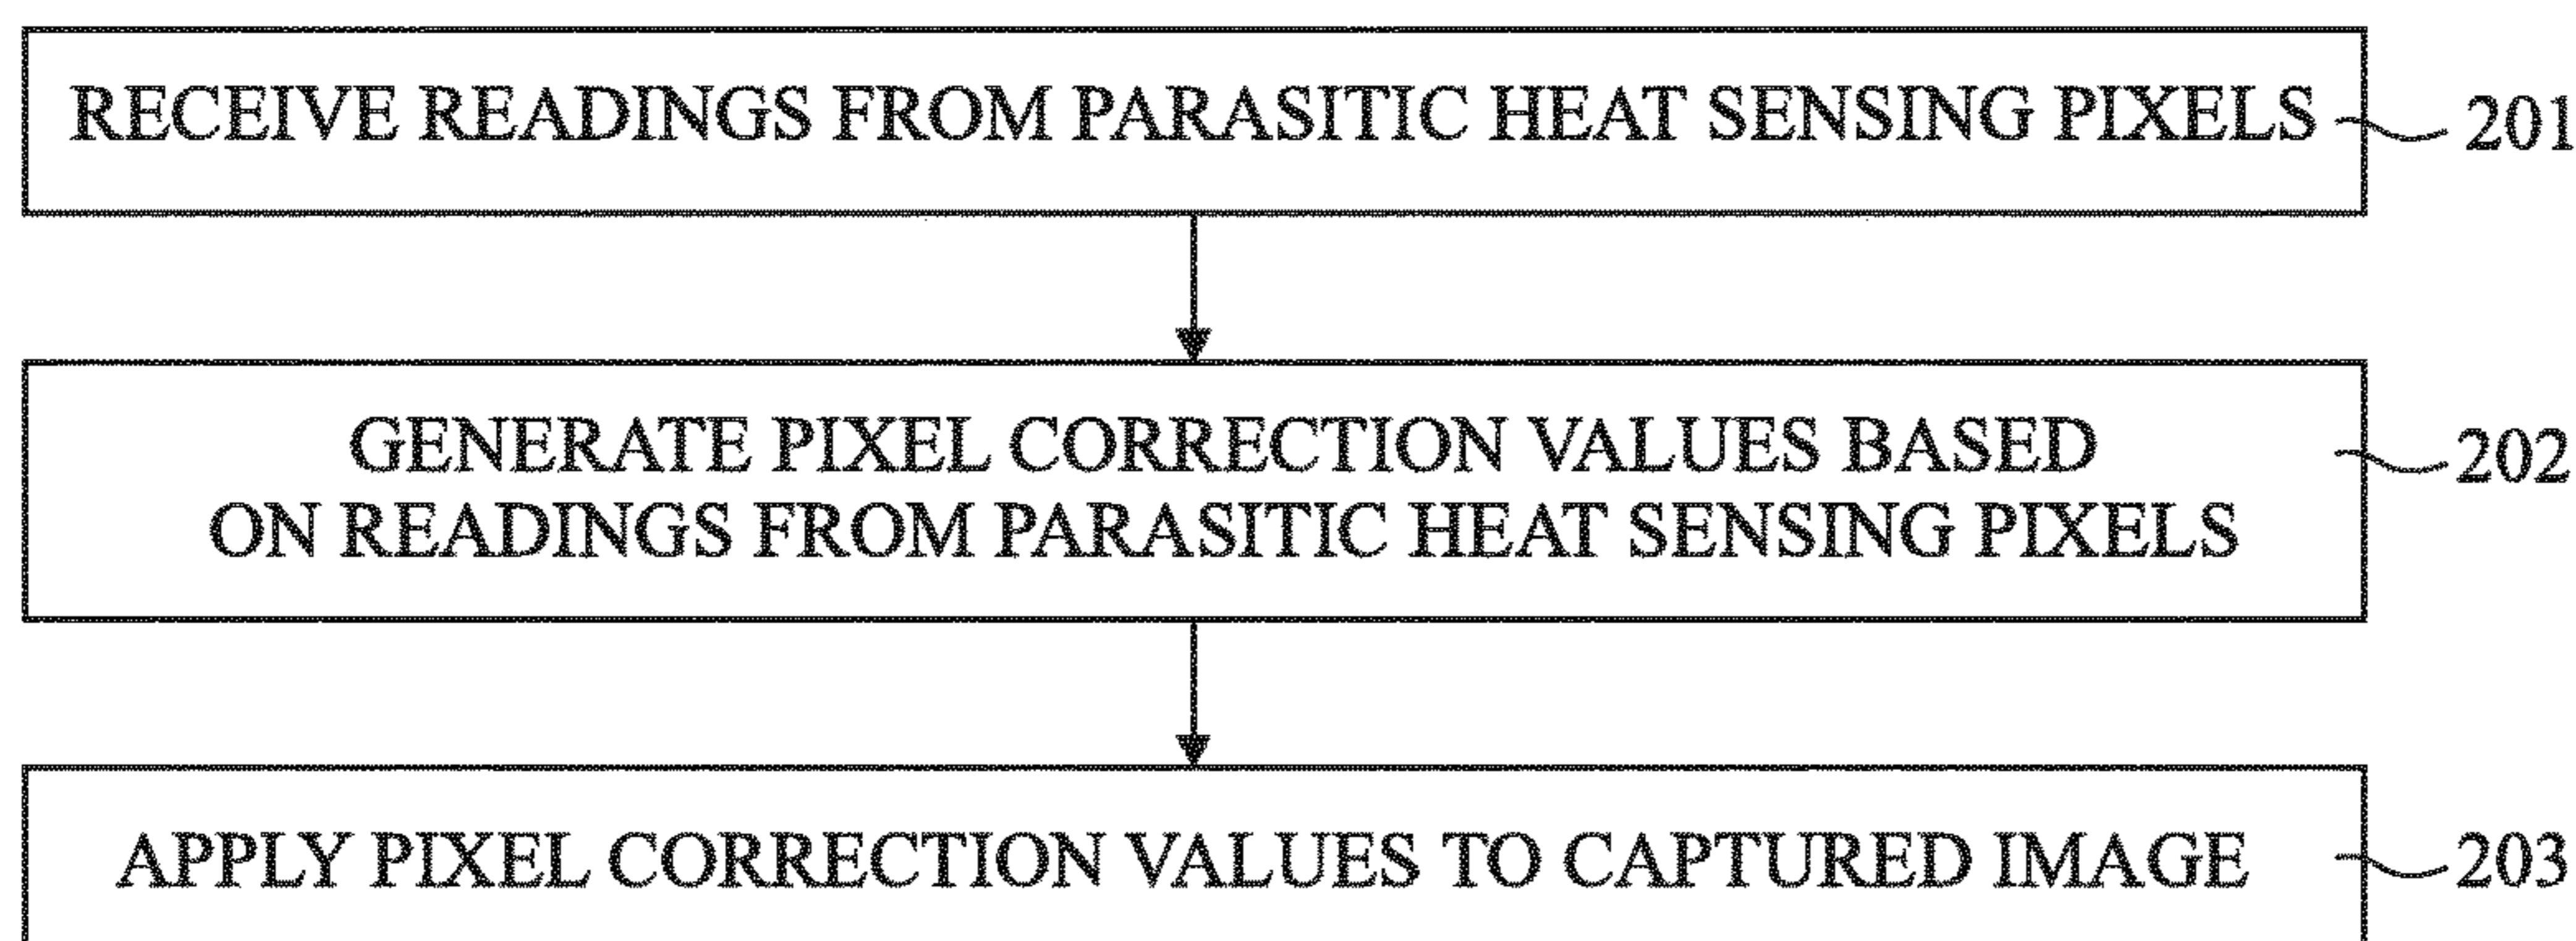 RECEIVE READINGS FROM PARASITIC HEAT SENSING PIXELS 201
GENERATE PIXEL CORRECTION VALUES BASED
ON READINGS FROM PARASITIC HEAT SENSING PIXELS
202
APPLY PIXEL CORRECTION VALUES TO CAPTURED IMAGE 203